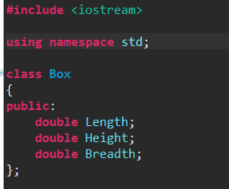 #include <iostream>
using namespace std;
class Box
{
public:
    double Length;
    double Height;
    double Breadth;
};